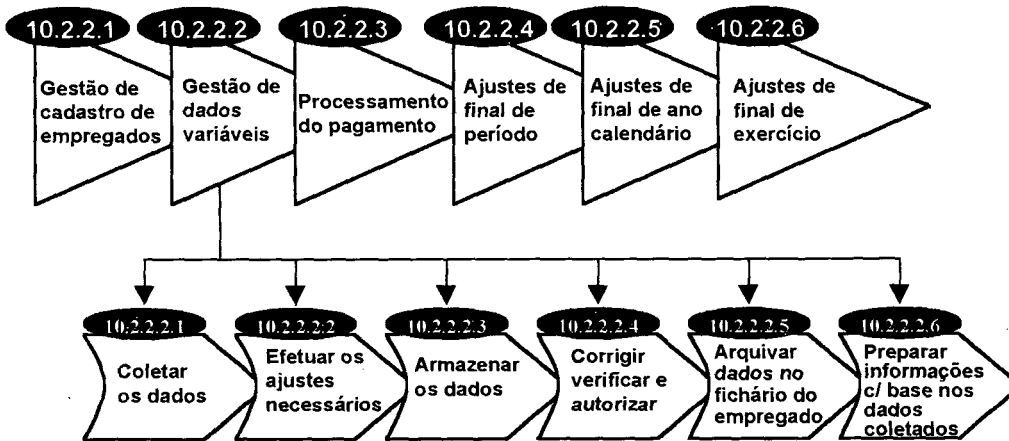 10.2.2.1
Gestão de
cadastro de
empregados
10.2.2.2
Gestão de
dados
variáveis
10.2.2.3
Processamento
do pagamento
10.2.2.4
Ajustes de
final de
período
10.2.2.5
Ajustes de
final de ano
calendário
10.2.2.6
Ajustes de
final de
exercício
10.2.2.2.1
Coletar
os dados
10.2.2.2.2
Efetuar os
ajustes
necessários
10.2.2.2.3
Armazenar
os dados
10.2.2.2.4
Corrigir
verificar e
autorizar
10.2.2.2.5
Arquivar
dados no
fichário do
empregado
10.2.2.2.6
Preparar
informações
c/ base nos
dados
coletados